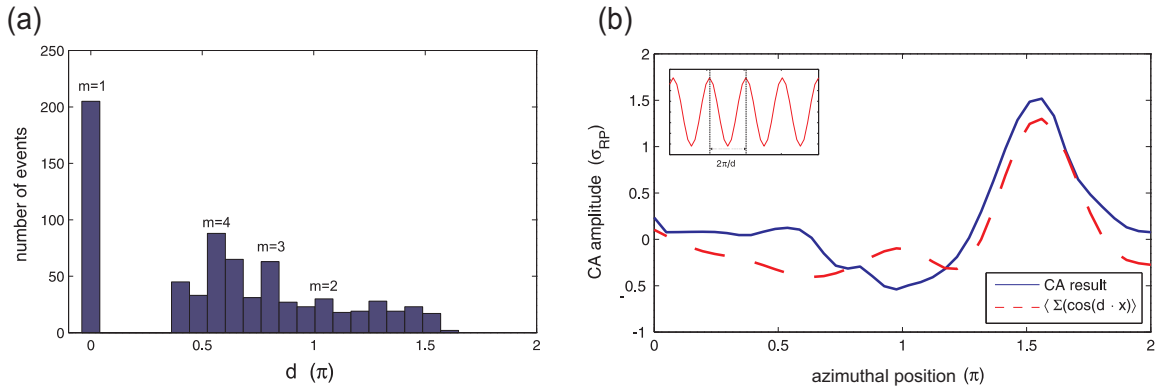 (a)
250
200
150
100
50
0
number of events
m=1
m=4
m=3
m=2
0
0.5
1
1.5
2
d (π)
(b)
2
1.5
1
0.5
0
0.5
-1
CA amplitude (σRP)
2π/d
CA result
⟨ Σ(cos(d · x)⟩
0
0.5
1
1.5
2
azimuthal position (π)